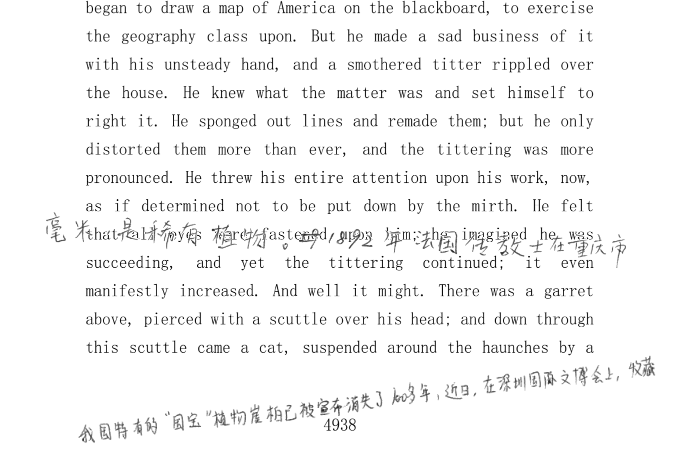 began to draw a map of America on the blackboard, to exercise
the geography class upon. But he made a sad business of it
with his unsteady hand, and a smothered titter rippled over
the house. He knew what the matter was and set himself to
right it. He sponged out lines and remade them; but he only
distorted them more than ever, and the tittering was more
pronounced. He threw his entire attention upon his work, now,
as if determined not to be put down by the mirth. He felt
that all eyes were fastened upon him; he imagined he was
毫米，是稀有植物。1892年法国传教士在重庆市
succeeding, and yet the tittering continued; it even
manifestly increased. And well it might. There was a garret
above, pierced with a scuttle over his head; and down through
this scuttle came a cat, suspended around the haunches by a
我国特有的“国宝”植物崖柏已被宣布消失了100多年，近日，在深圳国际文博会上，收藏
4938